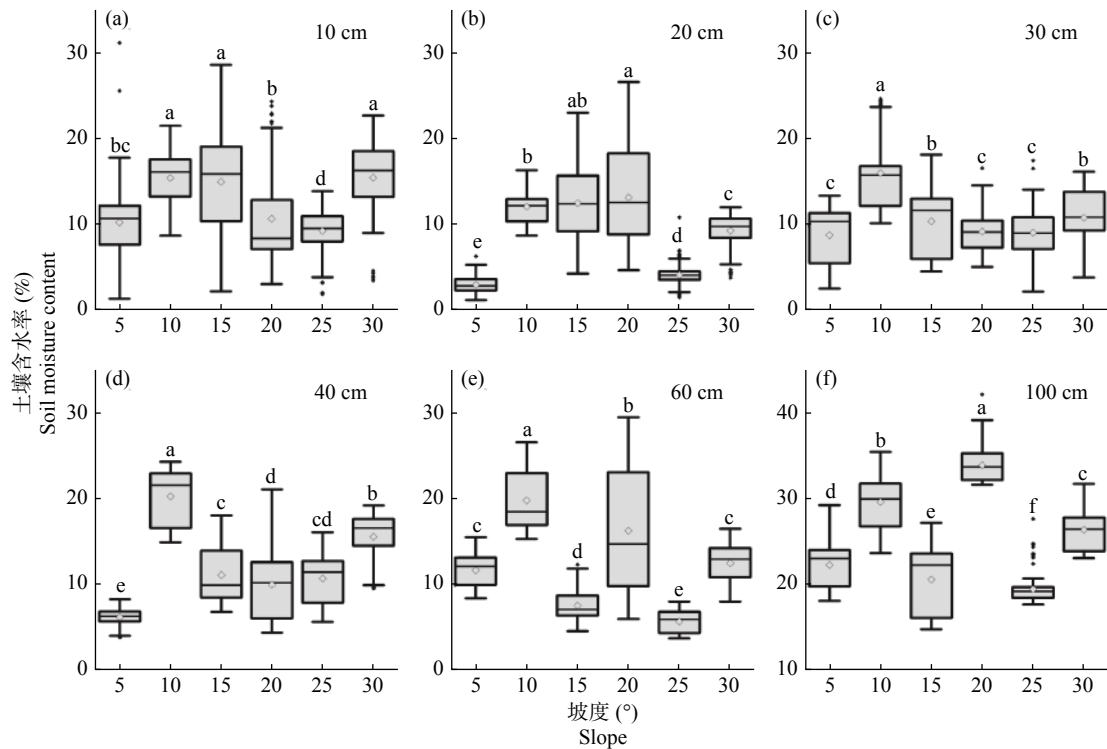 (a) 10 cm
30
20
10
0
bc a a b d a
5 10 15 20 25 30
(b) 20 cm
30
20
10
0
e b ab a d c
5 10 15 20 25 30
(c) 30 cm
30
20
10
0
c a b c c b
5 10 15 20 25 30
土壤含水率 (%)
Soil moisture content
(d) 40 cm
30
20
10
0
e a c d cd b
5 10 15 20 25 30
(e) 60 cm
30
20
10
0
c a d b e c
5 10 15 20 25 30
(f) 100 cm
40
30
20
10
d b e a f c
5 10 15 20 25 30
坡度 (°)
Slope